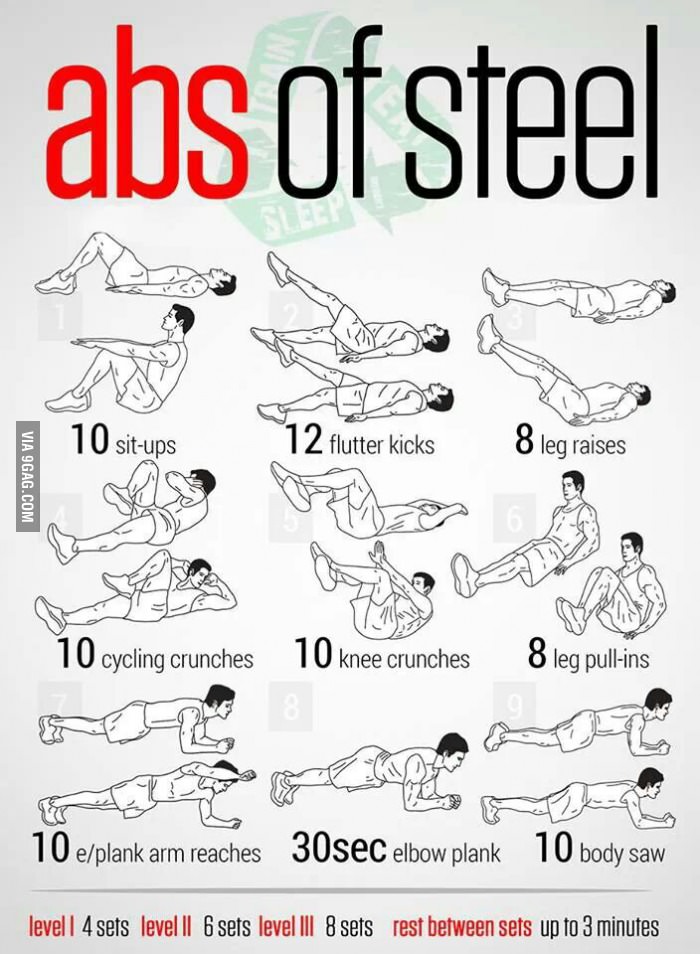 abs of steel
TRAIN
EAT
SLEEP
1
2
3
10 sit-ups
12 flutter kicks
8 leg raises
VIA 9GAG.COM
4
5
6
10 cycling crunches
10 knee crunches
8 leg pull-ins
7
8
9
10 e/plank arm reaches
30sec elbow plank
10 body saw
level I 4 sets level II 6 sets level III 8 sets rest between sets up to 3 minutes